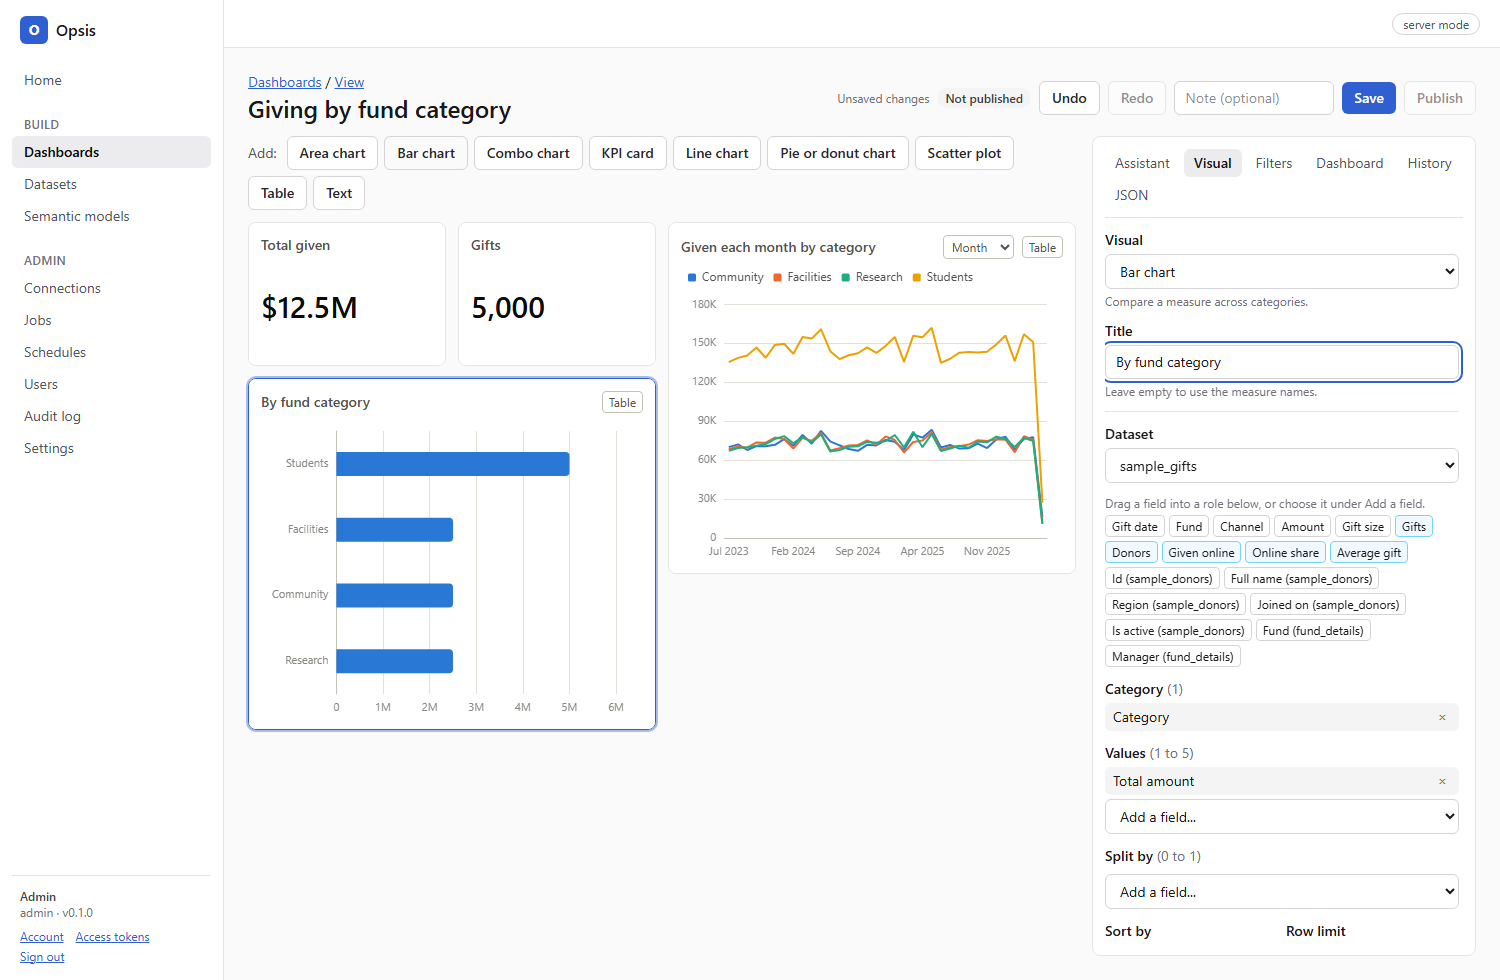 O Opsis
server mode
Home
BUILD
Dashboards
Datasets
Semantic models
ADMIN
Connections
Jobs
Schedules
Users
Audit log
Settings
Admin
admin · v0.1.0
Account Access tokens
Sign out
Dashboards / View
Giving by fund category
Unsaved changes Not published Undo Redo Note (optional) Save Publish
Add: Area chart Bar chart Combo chart KPI card Line chart Pie or donut chart Scatter plot
Table Text
Total given
$12.5M
Gifts
5,000
Given each month by category Month Table
Community Facilities Research Students
180K
150K
120K
90K
60K
30K
0
Jul 2023 Feb 2024 Sep 2024 Apr 2025 Nov 2025
By fund category Table
Students
Facilities
Community
Research
0 1M 2M 3M 4M 5M 6M
Assistant Visual Filters Dashboard History
JSON
Visual
Bar chart
Compare a measure across categories.
Title
By fund category
Leave empty to use the measure names.
Dataset
sample_gifts
Drag a field into a role below, or choose it under Add a field.
Gift date Fund Channel Amount Gift size Gifts
Donors Given online Online share Average gift
Id (sample_donors) Full name (sample_donors)
Region (sample_donors) Joined on (sample_donors)
Is active (sample_donors) Fund (fund_details)
Manager (fund_details)
Category (1)
Category ×
Values (1 to 5)
Total amount ×
Add a field...
Split by (0 to 1)
Add a field...
Sort by Row limit